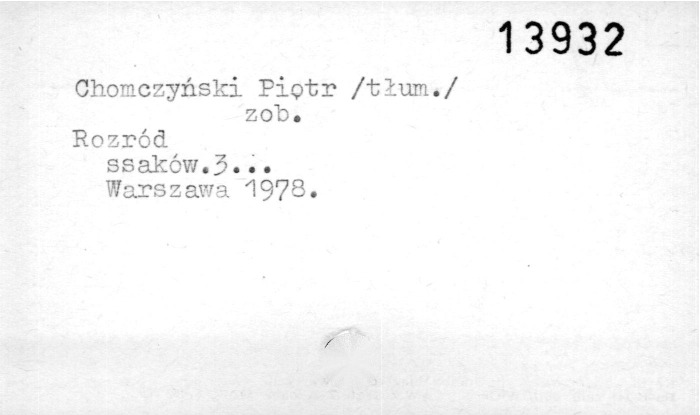 13932
Chomczyński Piotr /tłum./
zob.
Rozród
ssaków.3...
Warszawa 1978.